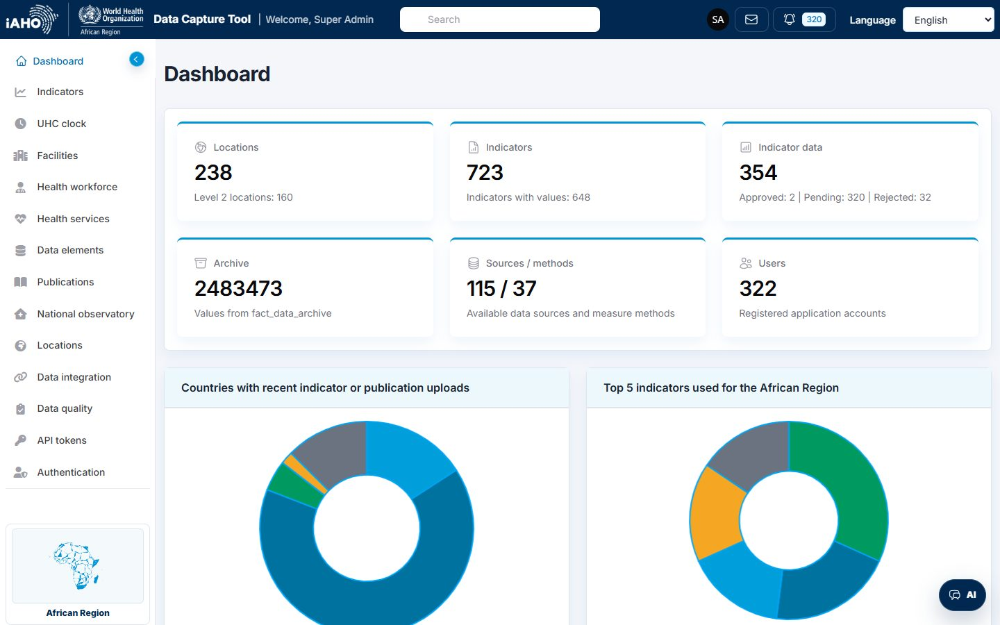 iAHO
World Health
Organization
African Region
Data Capture Tool
Welcome, Super Admin
Search
SA
320
Language
English
Dashboard
Indicators
UHC clock
Facilities
Health workforce
Health services
Data elements
Publications
National observatory
Locations
Data integration
Data quality
API tokens
Authentication
African Region
Dashboard
Locations
238
Level 2 locations: 160
Indicators
723
Indicators with values: 648
Indicator data
354
Approved: 2 | Pending: 320 | Rejected: 32
Archive
2483473
Values from fact_data_archive
Sources / methods
115 / 37
Available data sources and measure methods
Users
322
Registered application accounts
Countries with recent indicator or publication uploads
Top 5 indicators used for the African Region
AI